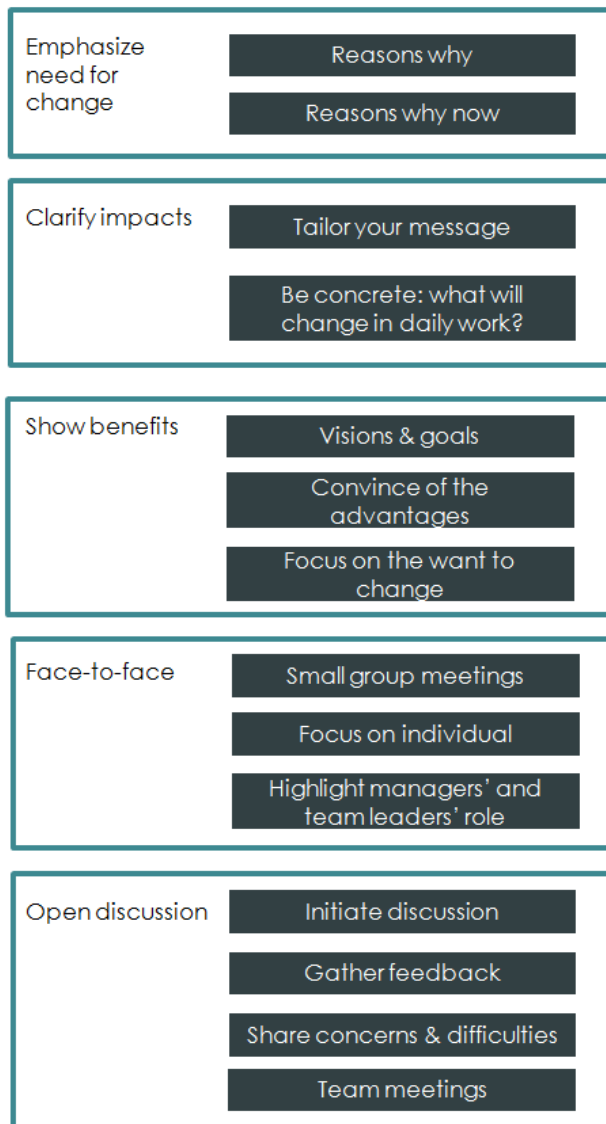 Emphasize
need for
change
Reasons why
Reasons why now
Clarify impacts
Tailor your message
Be concrete: what will
change in daily work?
Show benefits
Visions & goals
Convince of the
advantages
Focus on the want to
change
Face-to-face
Small group meetings
Focus on individual
Highlight managers’ and
team leaders’ role
Open discussion
Initiate discussion
Gather feedback
Share concerns & difficulties
Team meetings